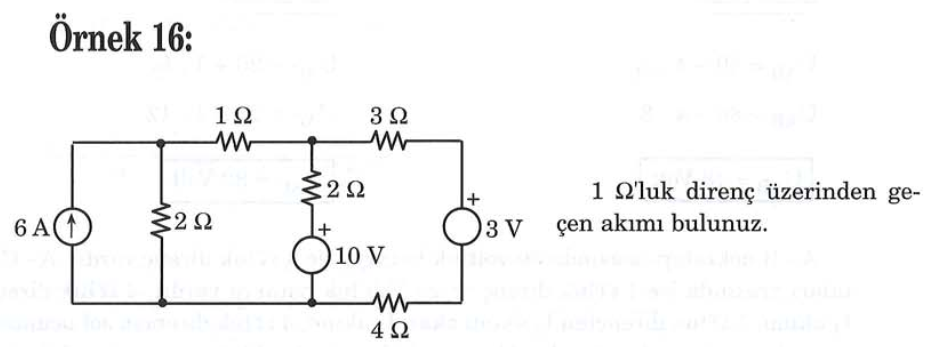 Örnek 16:
1 Ω
3 Ω
2 Ω
6 A
2 Ω
+
+
3 V
10 V
4 Ω
1 Ω'luk direnç üzerinden ge-
çen akımı bulunuz.